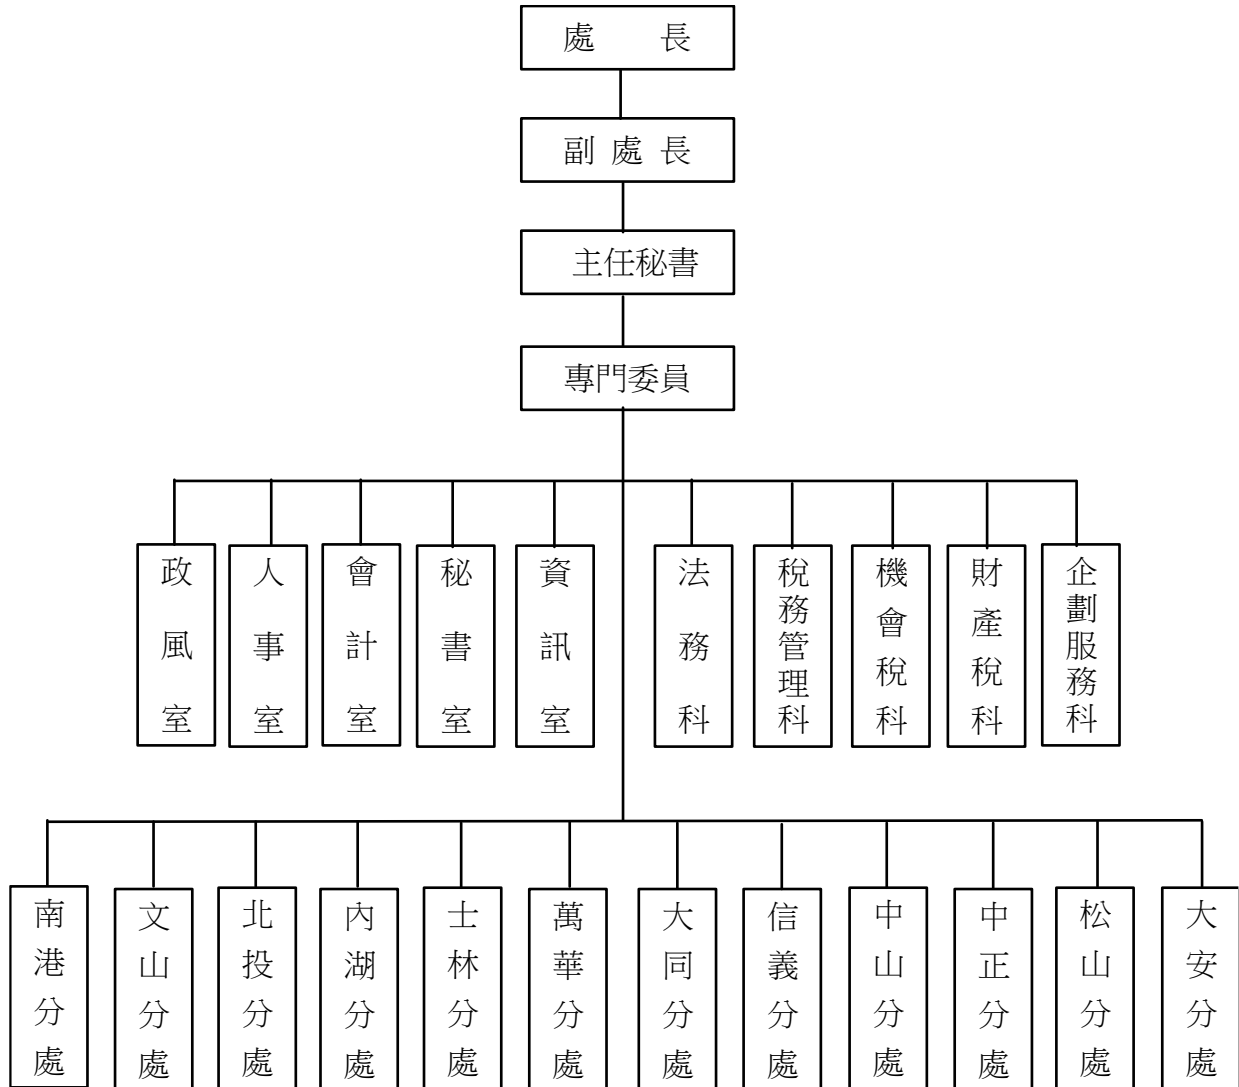 處 長
副處長
主任秘書
專門委員
政風室
人事室
會計室
秘書室
資訊室
法務科
稅務管理科
機會稅科
財產稅科
企劃服務科
南港分處
文山分處
北投分處
內湖分處
士林分處
萬華分處
大同分處
信義分處
中山分處
中正分處
松山分處
大安分處